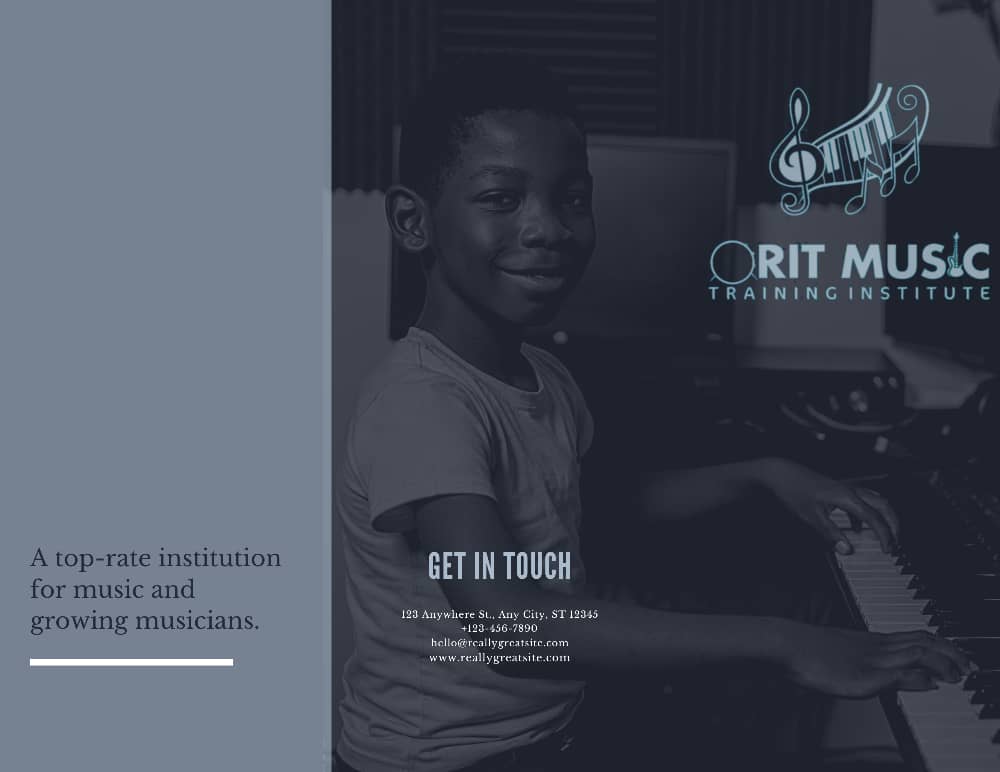 A top-rate institution
for music and
growing musicians.
GET IN TOUCH
123 Anywhere St., Any City, ST 12345
+123-456-7890
hello@reallygreatsite.com
www.reallygreatsite.com
ORIT MUSIC
TRAINING INSTITUTE